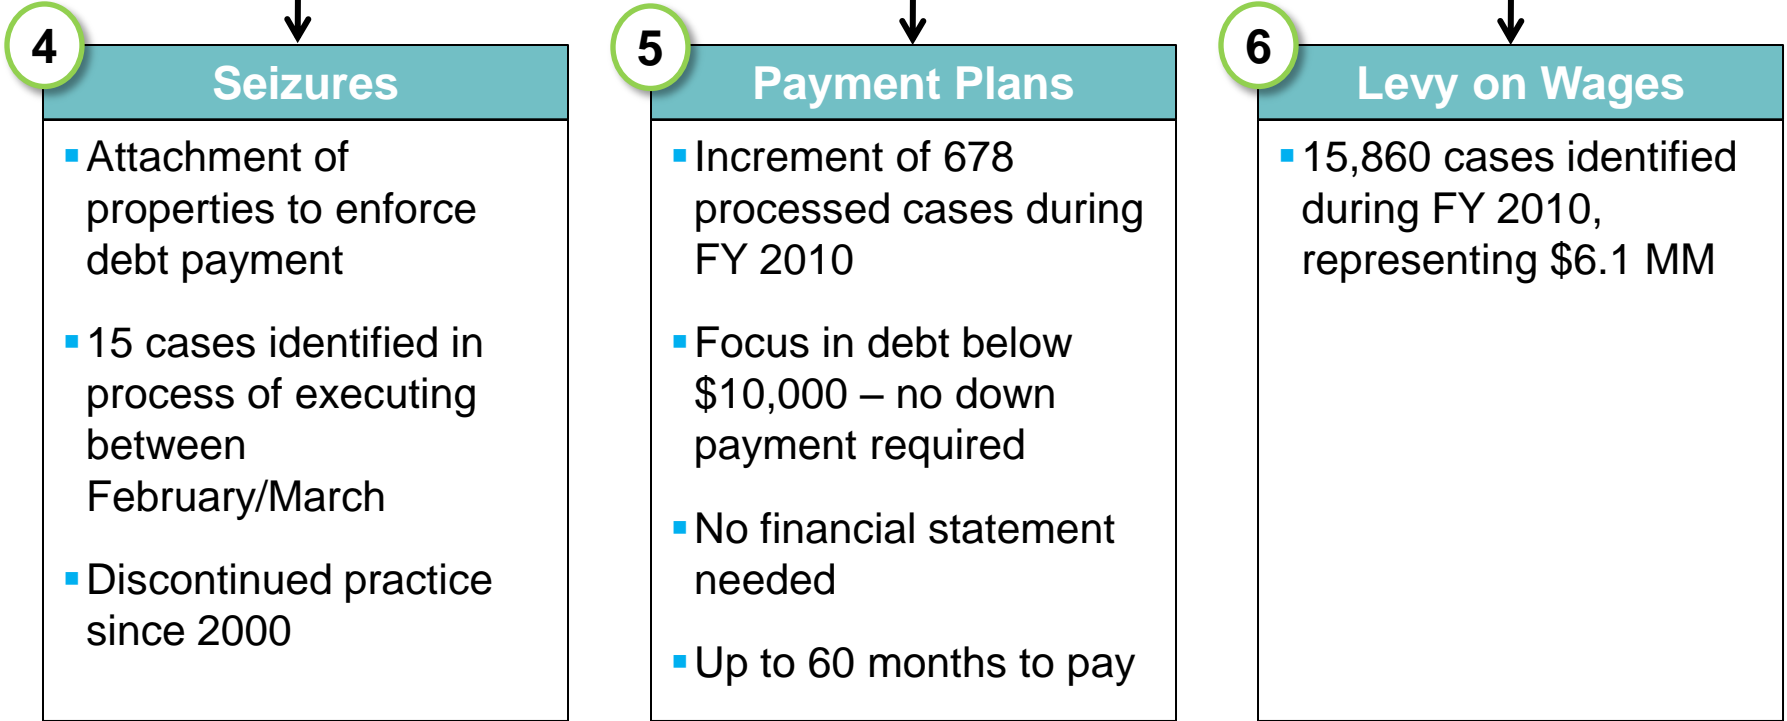 4
Seizures
▪Attachment of
properties to enforce
debt payment
▪15 cases identified in
process of executing
between
February/March
▪Discontinued practice
since 2000
5
Payment Plans
▪Increment of 678
processed cases during
FY 2010
▪Focus in debt below
$10,000 – no down
payment required
▪No financial statement
needed
▪Up to 60 months to pay
6
Levy on Wages
▪15,860 cases identified
during FY 2010,
representing $6.1 MM